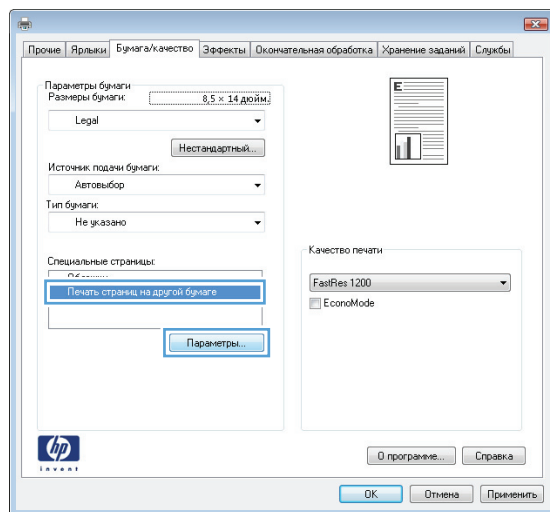 Прочие Ярлыки Бумага/качество Эффекты Окончательная обработка Хранение заданий Службы
Параметры бумаги
Размеры бумаги: 8,5 × 14 дюйм.
Legal
Нестандартный...
Источник подачи бумаги:
Автовыбор
Тип бумаги:
Не указано
Специальные страницы:
Печать страниц на другой бумаге
Параметры...
E
Качество печати
FastRes 1200
EconoMode
hp
invent
О программе... Справка
OK Отмена Применить